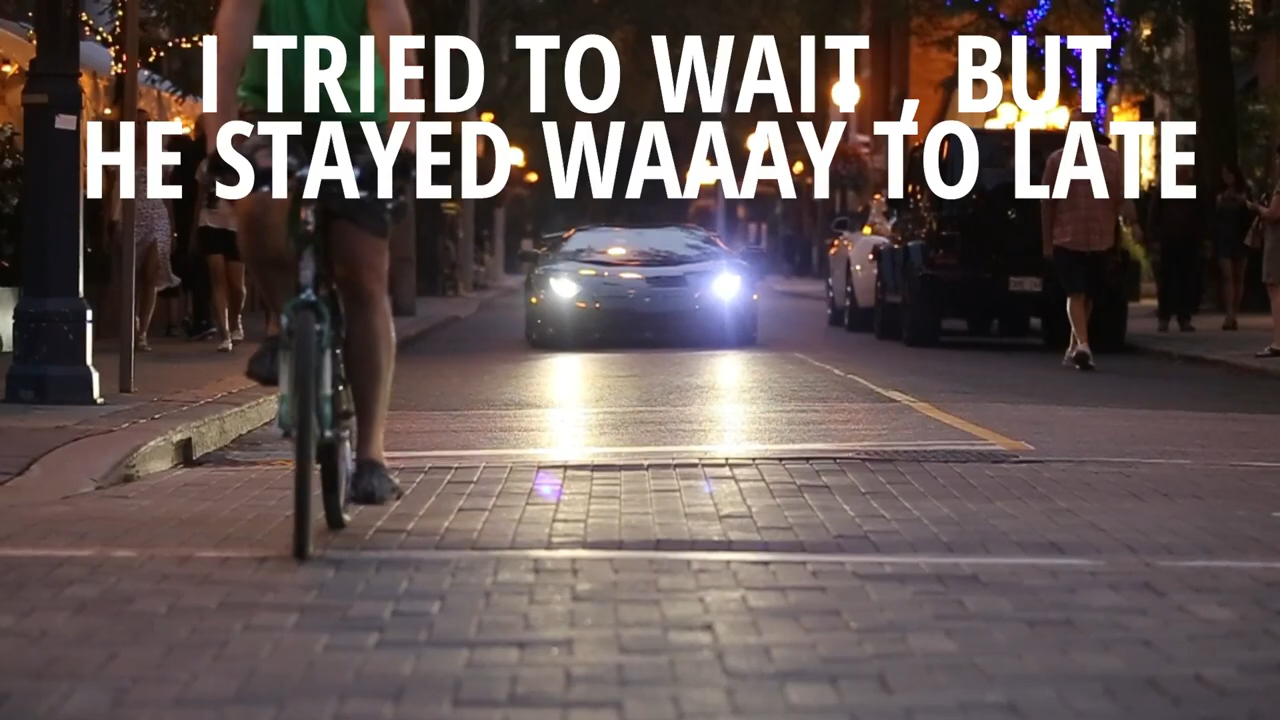 I TRIED TO WAIT , BUT
HE STAYED WAAAY TO LATE